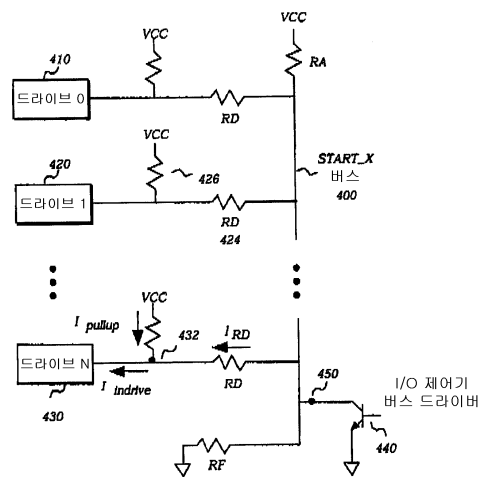 VCC
VCC
410
RA
드라이브 0
RD
VCC
420
START_X
버스
400
426
드라이브 1
RD
424
VCC
I pullup
432
I RD
드라이브 N
I indrive
RD
430
450
I/O 제어기
버스 드라이버
440
RF